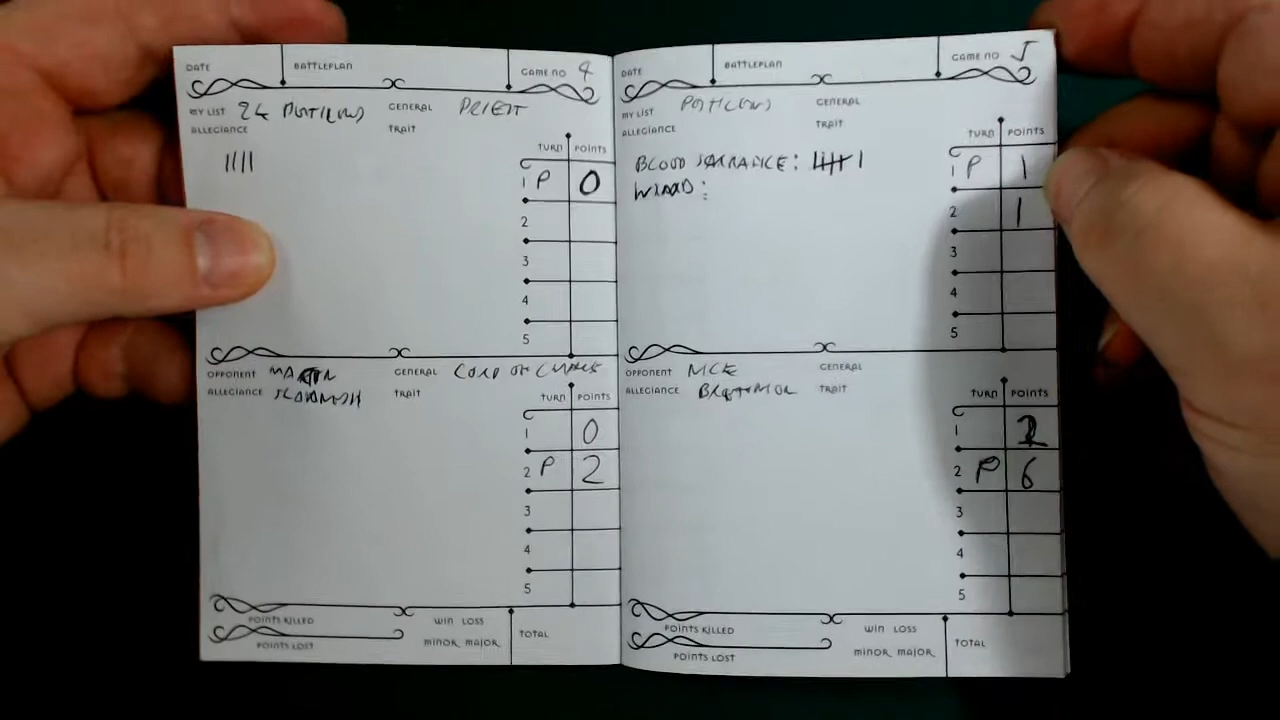 DATE BATTLEPLAN GAME NO 4
MY LIST 24 GENERAL PRIEST
ALLEGIANCE TRAIT
TURN POINTS
1 P 0
2
3
4
5
OPPONENT MARTIN GENERAL
ALLEGIANCE TRAIT
TURN POINTS
1 0
2 P 2
3
4
5
POINTS KILLED WIN LOSS
POINTS LOST MINOR MAJOR TOTAL
DATE BATTLEPLAN GAME NO 5
MY LIST GENERAL
ALLEGIANCE TRAIT
TURN POINTS
BLOOD :
1 P 1
2 1
3
4
5
OPPONENT GENERAL
ALLEGIANCE TRAIT
TURN POINTS
1
2 P 6
3
4
5
POINTS KILLED WIN LOSS
POINTS LOST MINOR MAJOR TOTAL